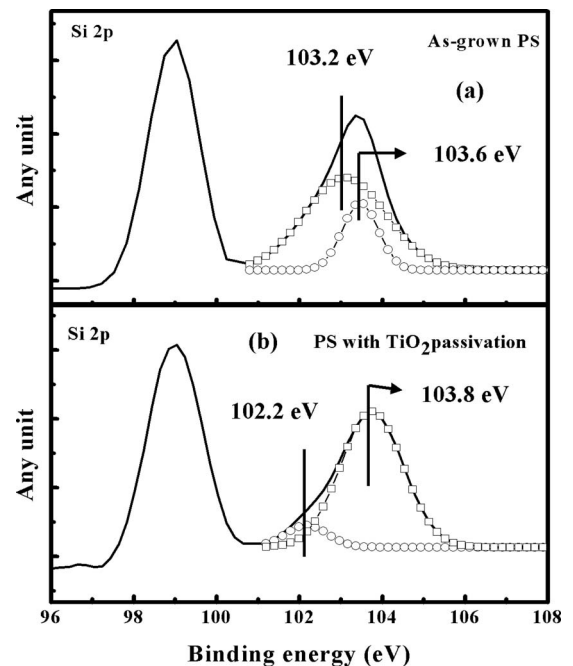 Si 2p
As-grown PS
103.2 eV
(a)
103.6 eV
Any unit
Si 2p
(b)
PS with TiO2passivation
102.2 eV
103.8 eV
Any unit
96 98 100 102 104 106 108
Binding energy (eV)